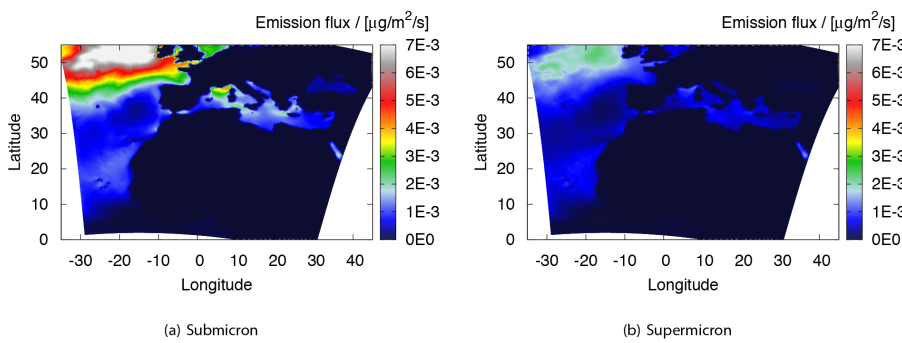 Emission flux / [μg/m²/s]
Latitude
50
40
30
20
10
0
7E-3
6E-3
5E-3
4E-3
3E-3
2E-3
1E-3
0E0
-30 -20 -10 0 10 20 30 40
Longitude
(a) Submicron
Emission flux / [μg/m²/s]
Latitude
50
40
30
20
10
0
7E-3
6E-3
5E-3
4E-3
3E-3
2E-3
1E-3
0E0
-30 -20 -10 0 10 20 30 40
Longitude
(b) Supermicron